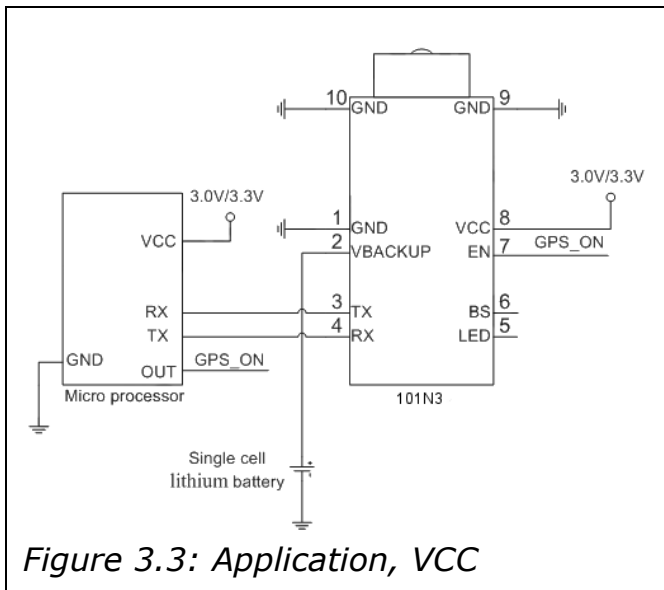 10 GND
GND 9
3.0V/3.3V
3.0V/3.3V
1 GND
VCC 8
VCC
2 VBACKUP
EN 7 GPS_ON
RX
3 TX
BS 6
TX
4 RX
LED 5
GND
OUT GPS_ON
Micro processor
101N3
Single cell
lithium battery
+
Figure 3.3: Application, VCC